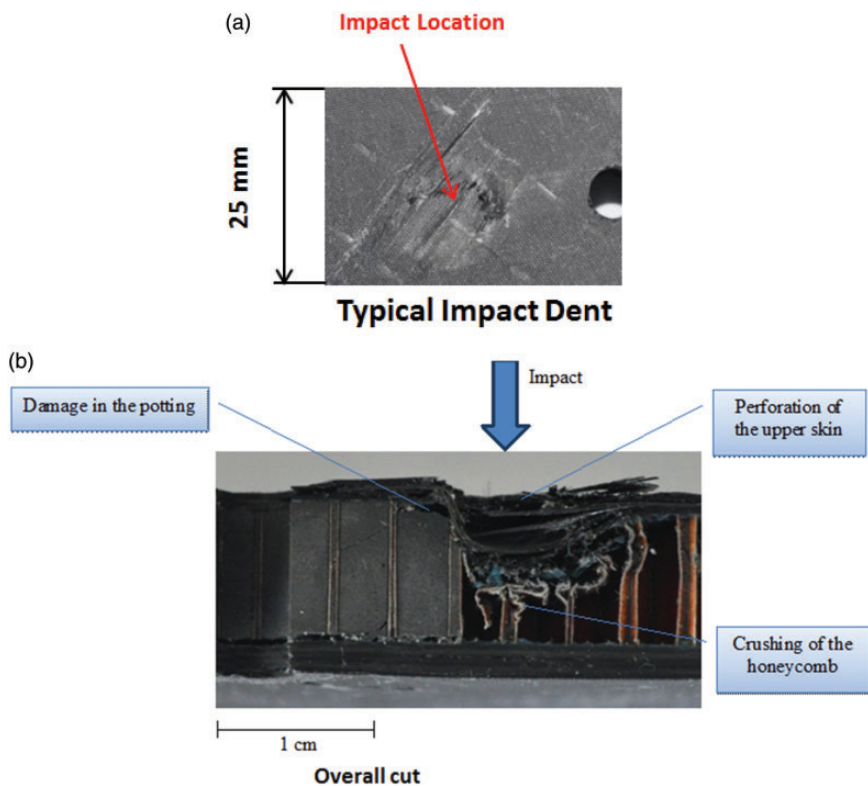 (a)
Impact Location
25 mm
Typical Impact Dent
(b)
Impact
Damage in the potting
Perforation of
the upper skin
Crushing of the
honeycomb
1 cm
Overall cut